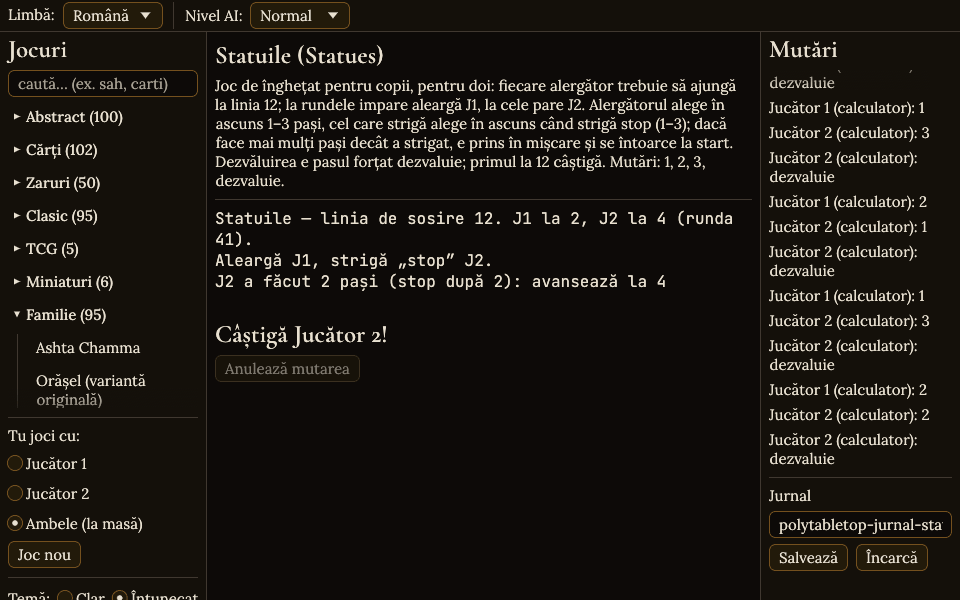 Limbă: Română ▼ Nivel AI: Normal ▼
Jocuri
caută... (ex. sah, carti)
▸ Abstract (100)
▸ Cărți (102)
▸ Zaruri (50)
▸ Clasic (95)
▸ TCG (5)
▸ Miniaturi (6)
▾ Familie (95)
Ashta Chamma
Orășel (variantă
originală)
Tu joci cu:
Jucător 1
Jucător 2
Ambele (la masă)
Joc nou
Temă: Clar Întunecat
Statuile (Statues)
Joc de înghețat pentru copii, pentru doi: fiecare alergător trebuie să ajungă
la linia 12; la rundele impare aleargă J1, la cele pare J2. Alergătorul alege în
ascuns 1–3 pași, cel care strigă alege în ascuns când strigă stop (1–3); dacă
face mai mulți pași decât a strigat, e prins în mișcare și se întoarce la start.
Dezvăluirea e pasul forțat dezvaluie; primul la 12 câștigă. Mutări: 1, 2, 3,
dezvaluie.
Statuile — linia de sosire 12. J1 la 2, J2 la 4 (runda
41).
Aleargă J1, strigă „stop” J2.
J2 a făcut 2 pași (stop după 2): avansează la 4
Câștigă Jucător 2!
Anulează mutarea
Mutări
dezvaluie
Jucător 1 (calculator): 1
Jucător 2 (calculator): 3
Jucător 2 (calculator):
dezvaluie
Jucător 1 (calculator): 2
Jucător 2 (calculator): 1
Jucător 2 (calculator):
dezvaluie
Jucător 1 (calculator): 1
Jucător 2 (calculator): 3
Jucător 2 (calculator):
dezvaluie
Jucător 1 (calculator): 2
Jucător 2 (calculator): 2
Jucător 2 (calculator):
dezvaluie
Jurnal
polytabletop-jurnal-sta
Salvează Încarcă